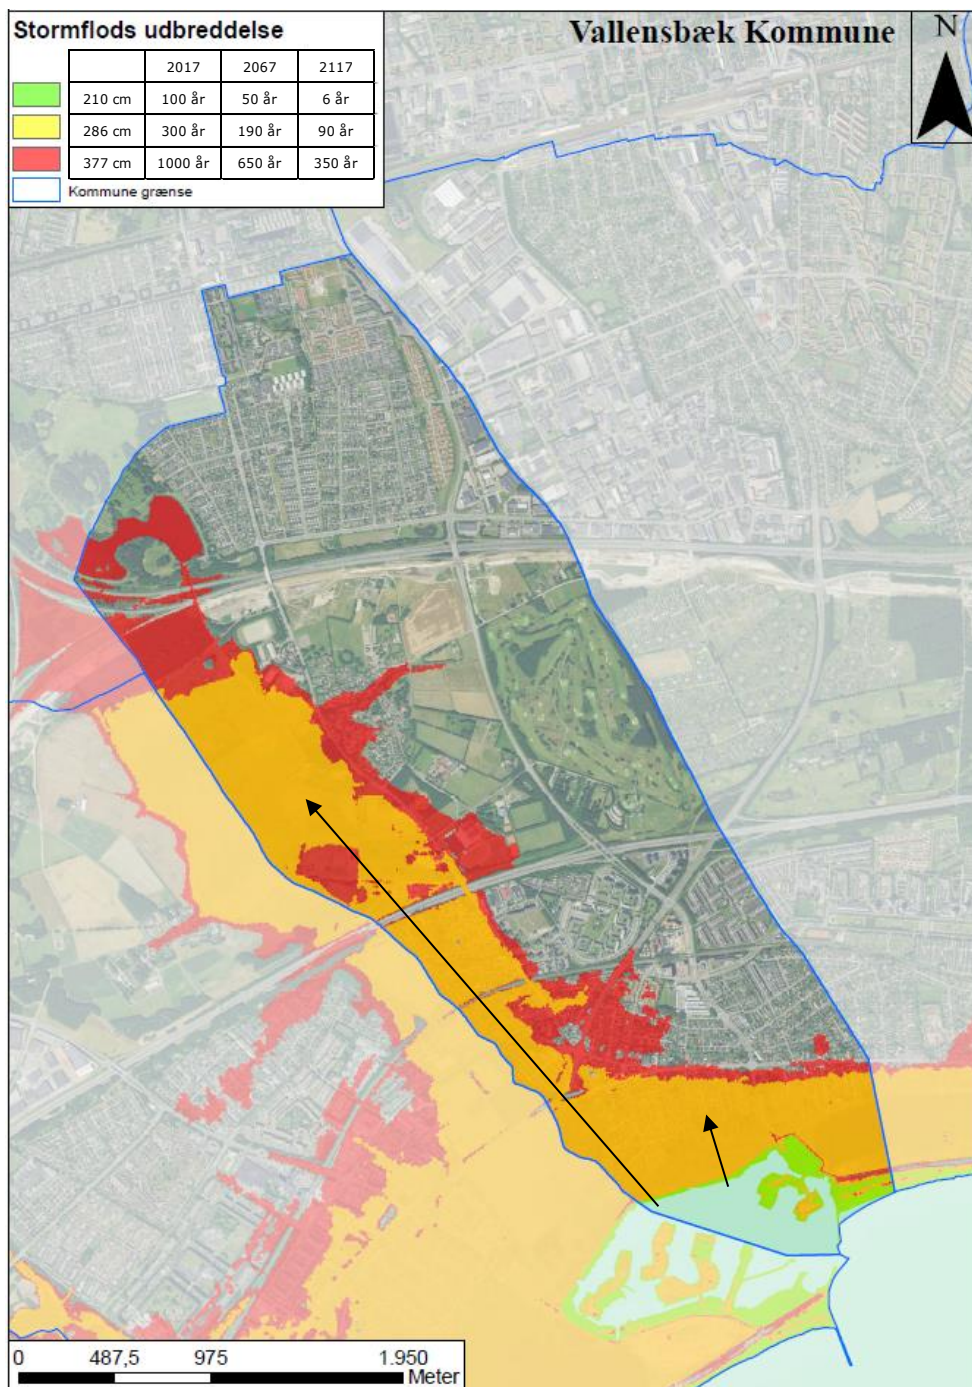 Stormflods udbreddelse
Vallensbæk Kommune
N
2017 2067 2117
210 cm 100 år 50 år 6 år
286 cm 300 år 190 år 90 år
377 cm 1000 år 650 år 350 år
Kommune grænse
0 487,5 975 1.950
Meter